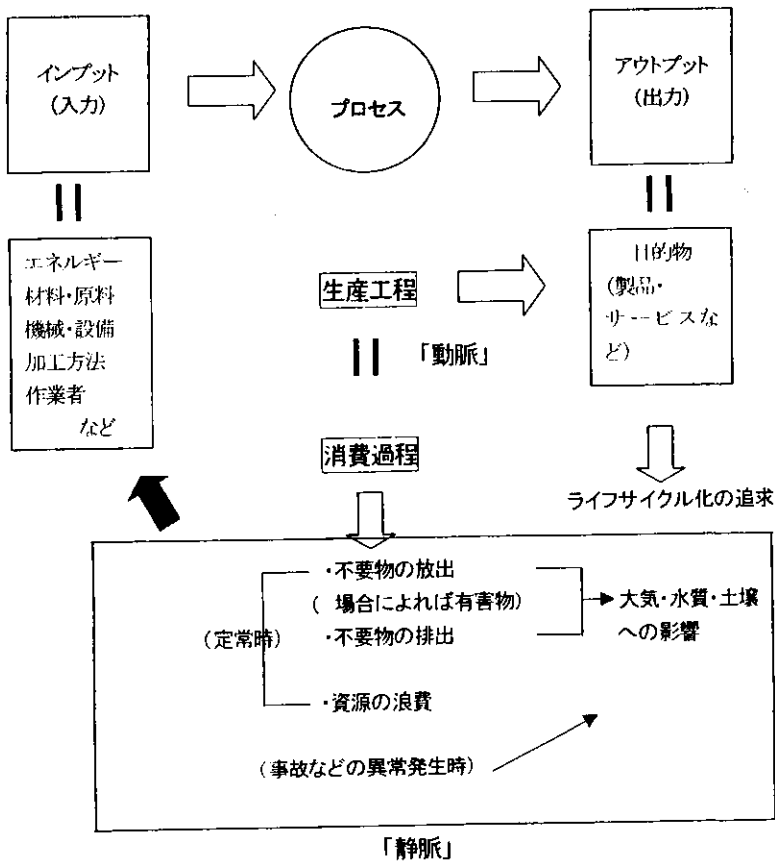 インプット
(入力)
プロセス
アウトプット
(出力)
エネルギー
材料・原料
機械・設備
加工方法
作業者
など
生産工程
「動脈」
消費過程
目的物
(製品・
サービスな
ど)
ライフサイクル化の追求
・不要物の放出
( 場合によれば有害物)
(定常時)
・不要物の排出
・資源の浪費
大気・水質・土壌
への影響
(事故などの異常発生時)
「静脈」